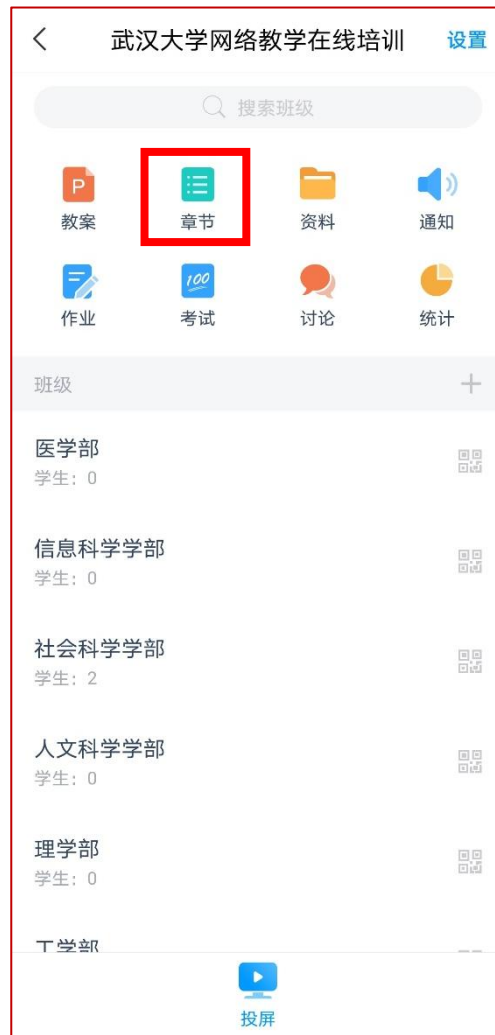 武汉大学网络教学在线培训 设置
搜索班级
P 100
教案 章节 资料 通知
作业 考试 讨论 统计
班级
医学部
学生: 0
信息科学学部
学生: 0
社会科学学部
学生: 2
人文科学学部
学生: 0
理学部
学生: 0
工学部
投屏